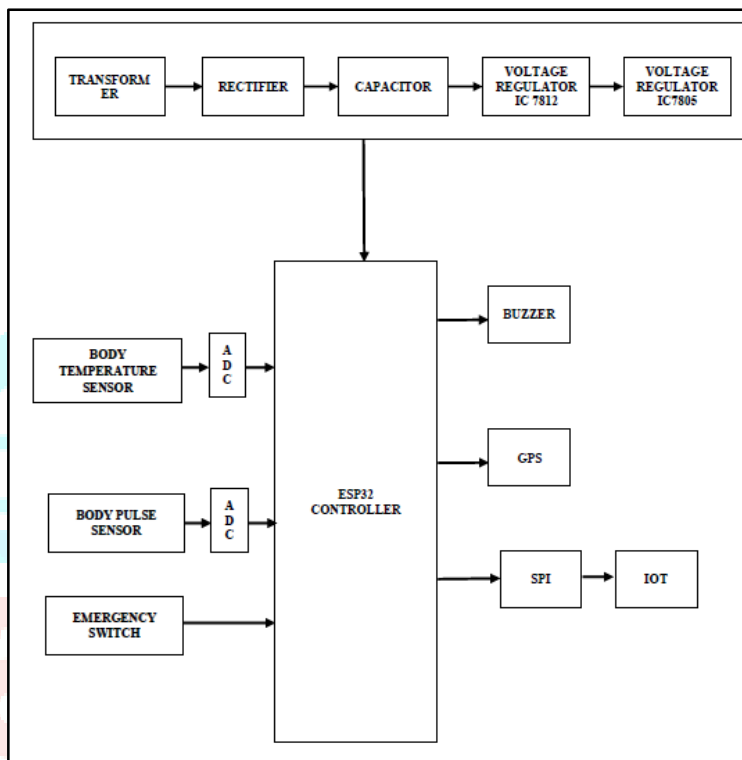 TRANSFORM
ER
RECTIFIER
CAPACITOR
VOLTAGE
REGULATOR
IC 7812
VOLTAGE
REGULATOR
IC7805
BODY
TEMPERATURE
SENSOR
A
D
C
BODY PULSE
SENSOR
A
D
C
EMERGENCY
SWITCH
ESP32
CONTROLLER
BUZZER
GPS
SPI
IOT